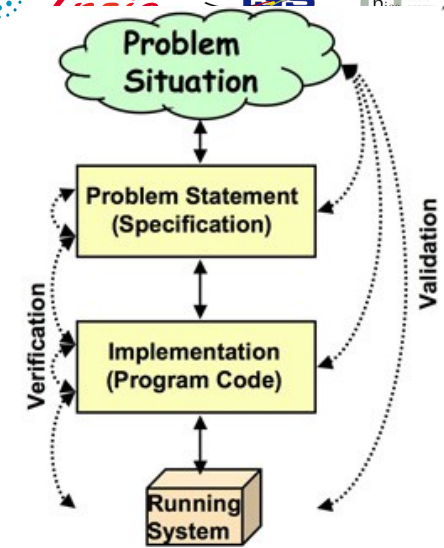 Problem
Situation
Problem Statement
(Specification)
Validation
Verification
Implementation
(Program Code)
Running
System